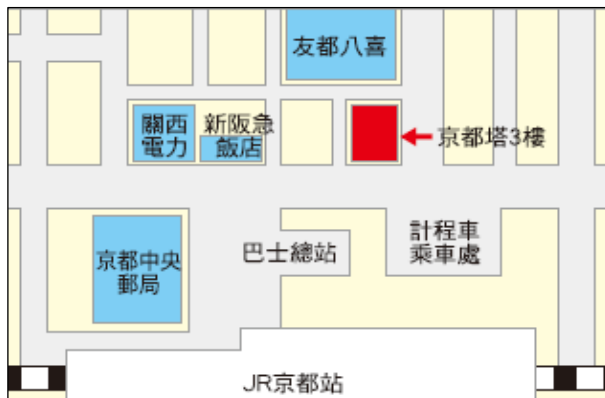 友都八喜
關西
電力
新阪急
飯店
京都塔3樓
京都中央
郵局
巴士總站
計程車
乘車處
JR京都站